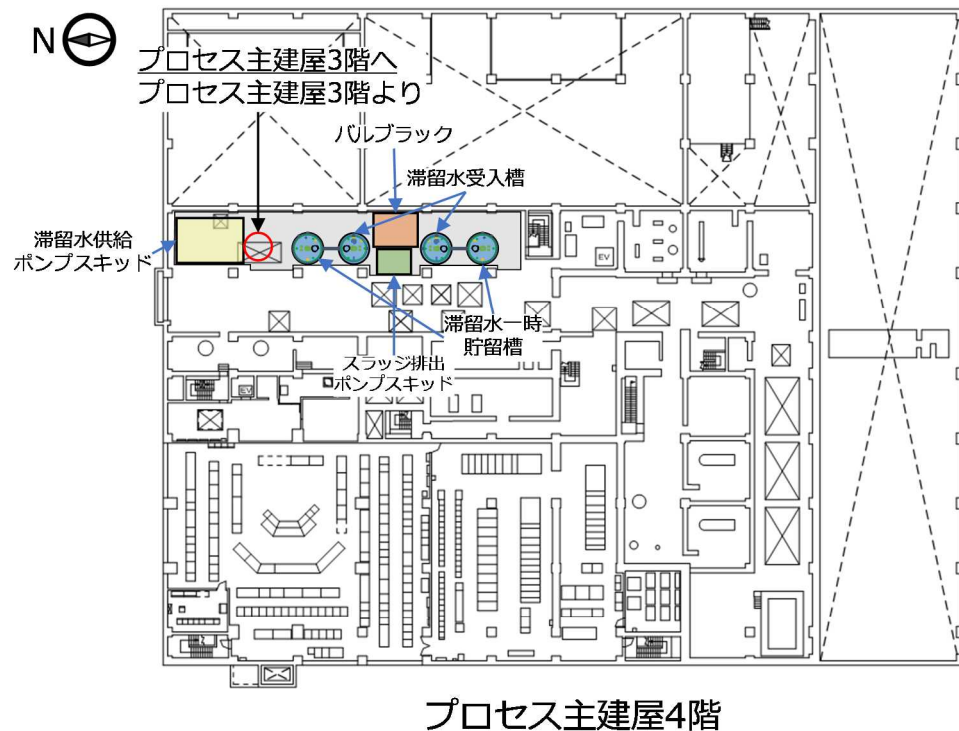 N
プロセス主建屋3階へ
プロセス主建屋3階より
バルブラック
滞留水受入槽
滞留水供給
ポンプスキッド
EV
滞留水一時
貯留槽
スラッジ排出
ポンプスキッド
EV
プロセス主建屋4階